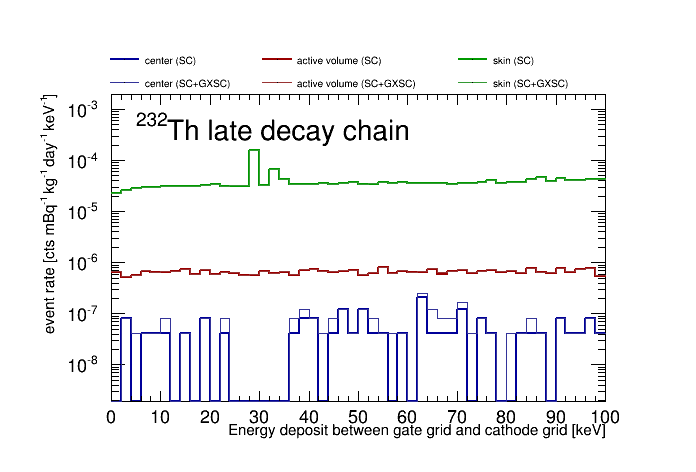 center (SC) active volume (SC) skin (SC)
center (SC+GXSC) active volume (SC+GXSC) skin (SC+GXSC)
event rate [cts mBq⁻¹ kg⁻¹ day⁻¹ keV⁻¹]
²³²Th late decay chain
10⁻³
10⁻⁴
10⁻⁵
10⁻⁶
10⁻⁷
10⁻⁸
0 10 20 30 40 50 60 70 80 90 100
Energy deposit between gate grid and cathode grid [keV]